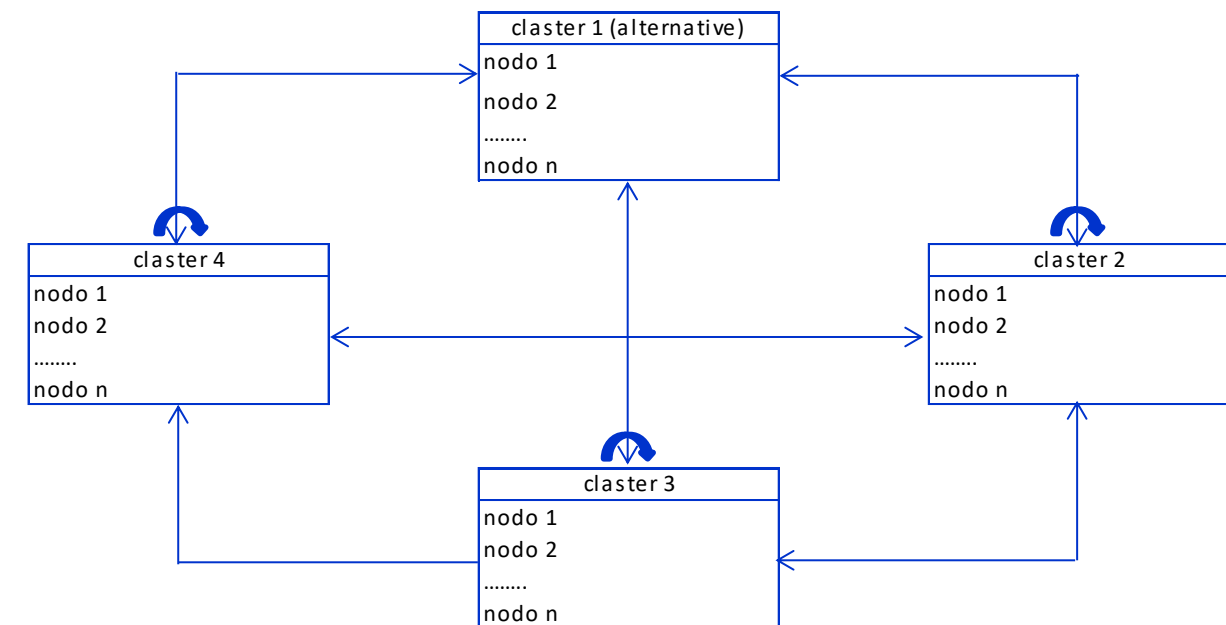 claster 1 (alternative)
nodo 1
nodo 2
........
nodo n
claster 4
nodo 1
nodo 2
........
nodo n
claster 2
nodo 1
nodo 2
........
nodo n
claster 3
nodo 1
nodo 2
........
nodo n